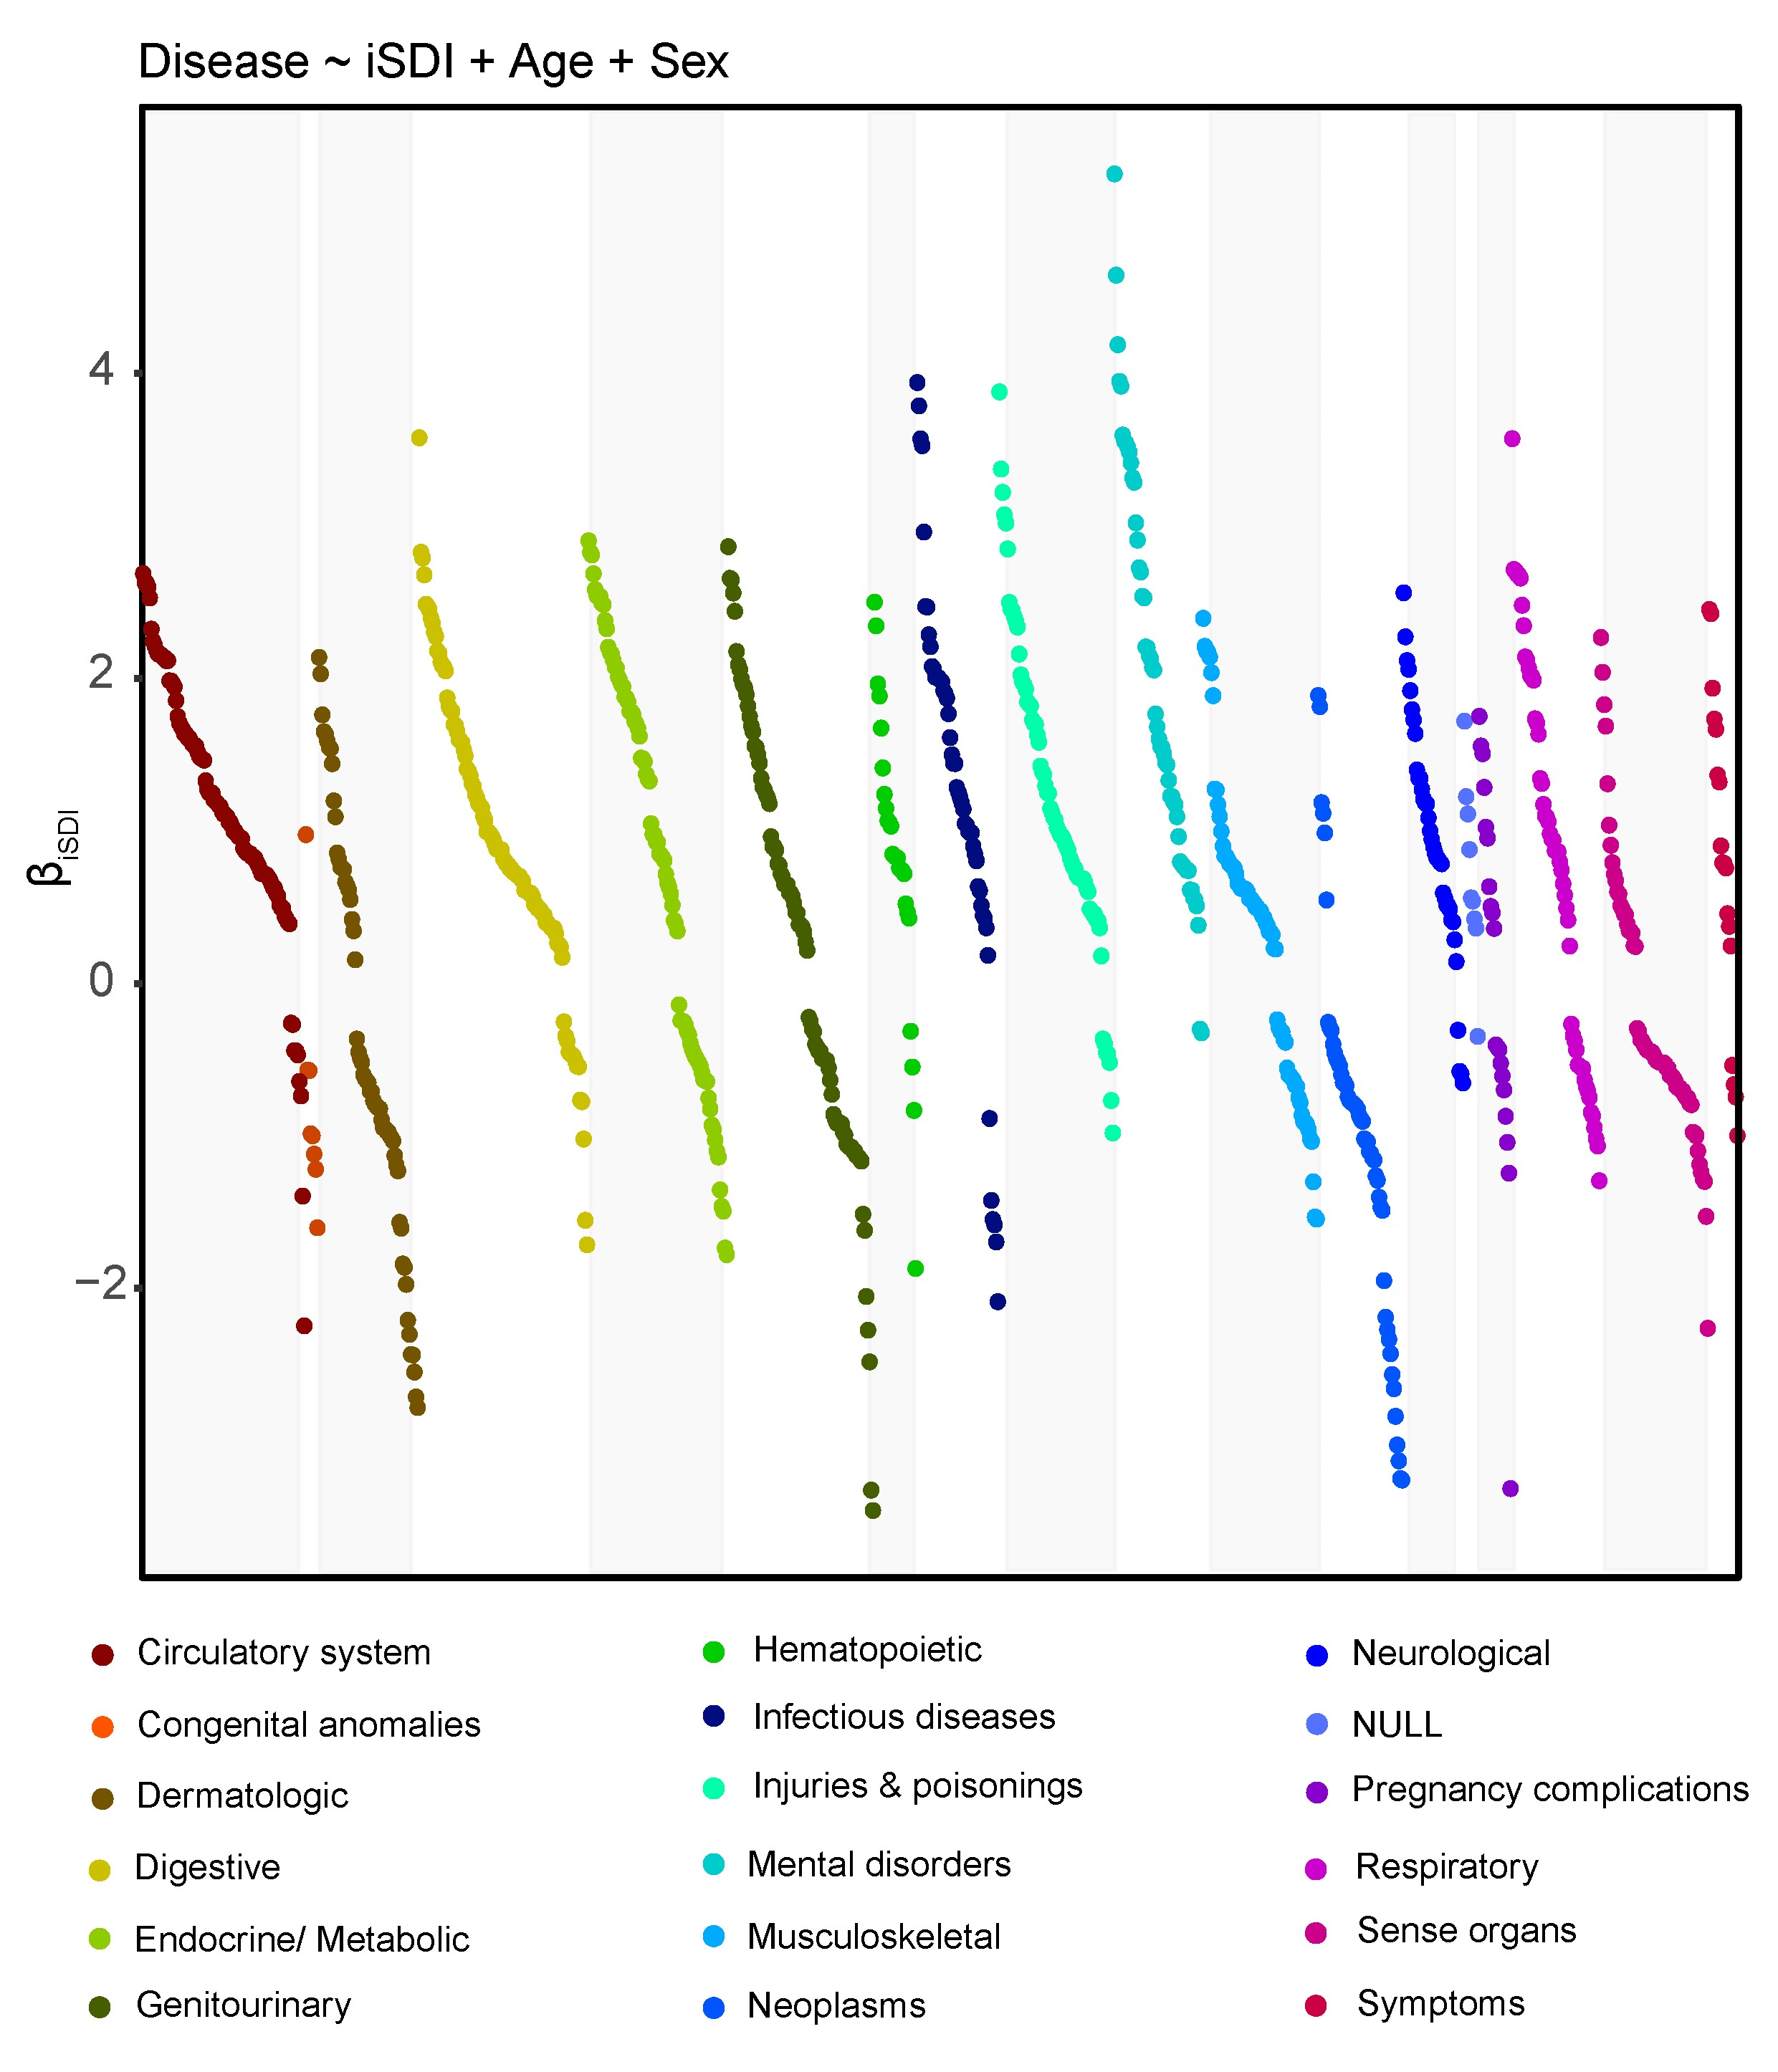 Disease ~ iSDI + Age + Sex
4
2
0
−2
βiSDI
Circulatory system
Congenital anomalies
Dermatologic
Digestive
Endocrine/ Metabolic
Genitourinary
Hematopoietic
Infectious diseases
Injuries & poisonings
Mental disorders
Musculoskeletal
Neoplasms
Neurological
NULL
Pregnancy complications
Respiratory
Sense organs
Symptoms